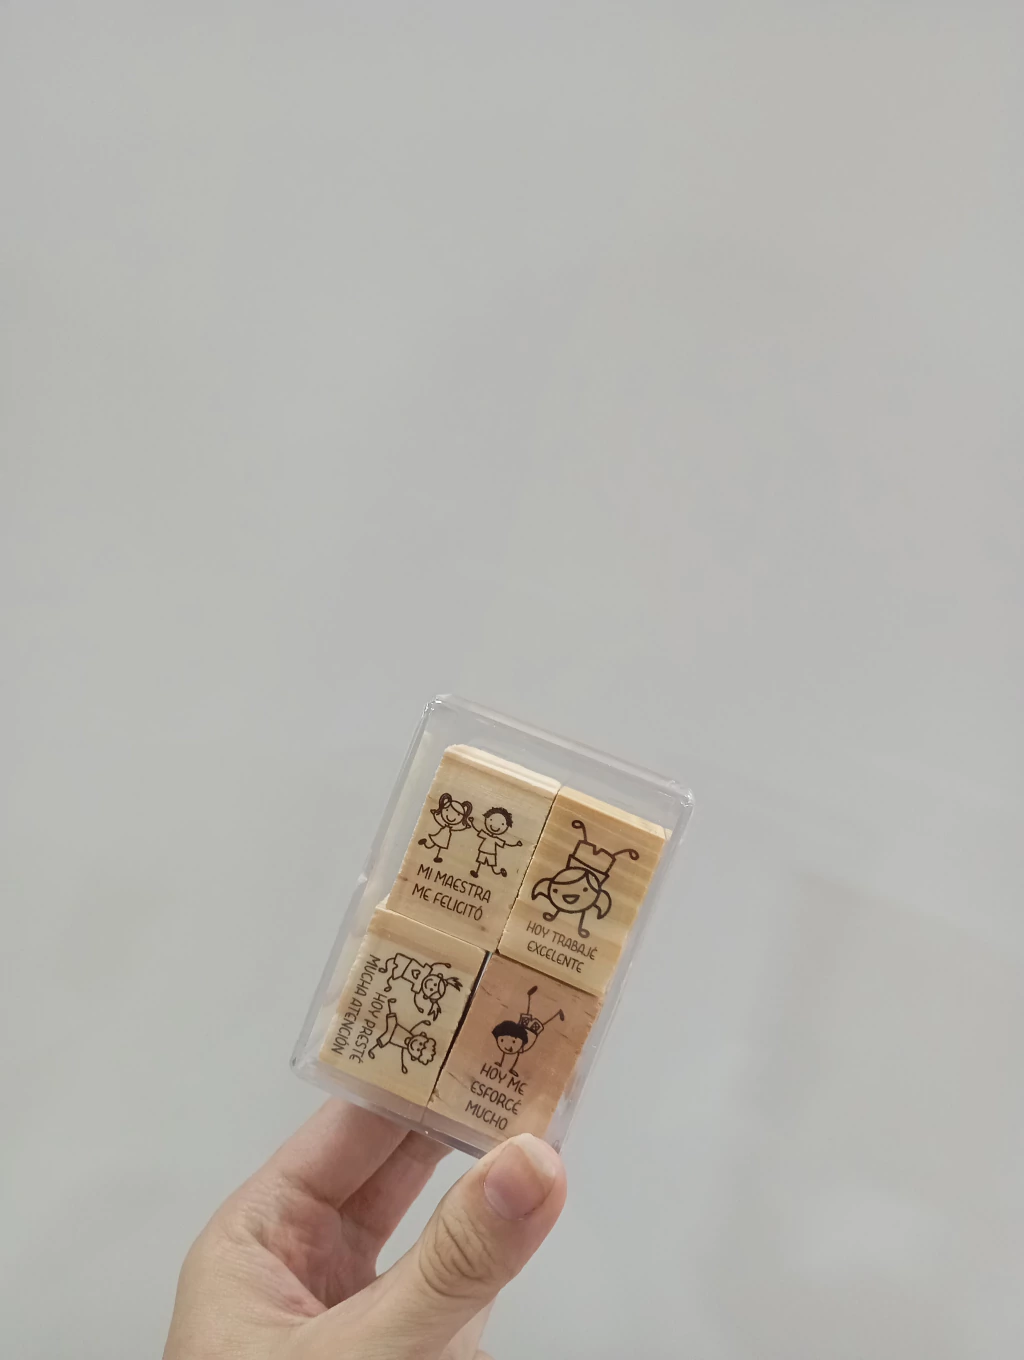 MI MAESTRA
ME FELICITÓ
HOY TRABAJÉ
EXCELENTE
HOY PRESTÉ
MUCHA ATENCIÓN
HOY ME
ESFORCÉ
MUCHO